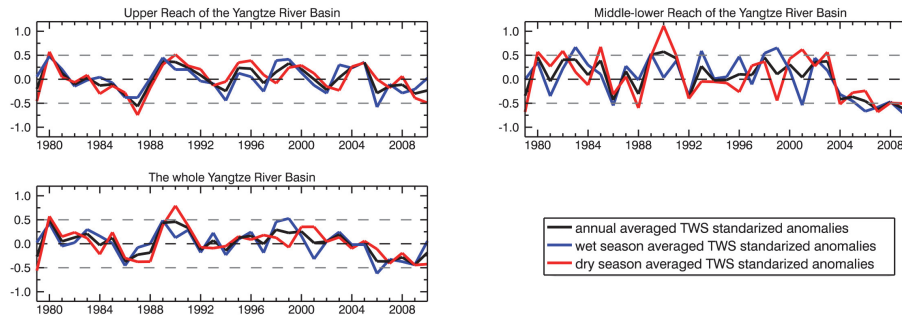 Upper Reach of the Yangtze River Basin
1.0
0.5
0.0
-0.5
-1.0
1980 1984 1988 1992 1996 2000 2004 2008
Middle-lower Reach of the Yangtze River Basin
1.0
0.5
0.0
-0.5
-1.0
1980 1984 1988 1992 1996 2000 2004 2008
The whole Yangtze River Basin
1.0
0.5
0.0
-0.5
-1.0
1980 1984 1988 1992 1996 2000 2004 2008
annual averaged TWS standarized anomalies
wet season averaged TWS standarized anomalies
dry season averaged TWS standarized anomalies